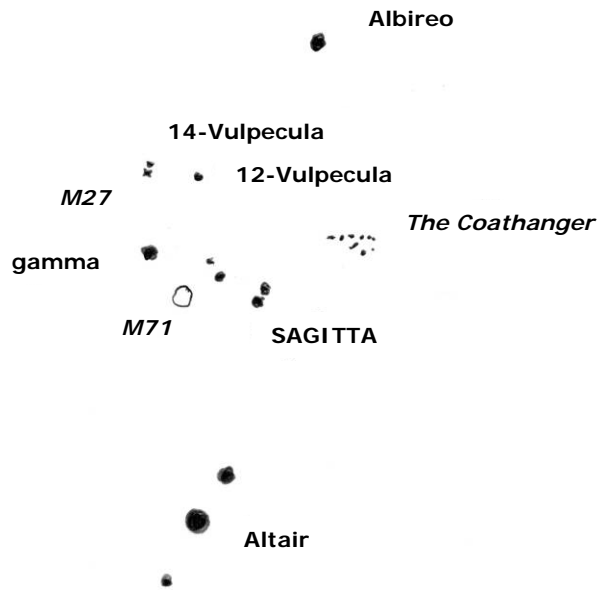 Albireo
14-Vulpecula
12-Vulpecula
M27
The Coathanger
gamma
M71
SAGITTA
Altair